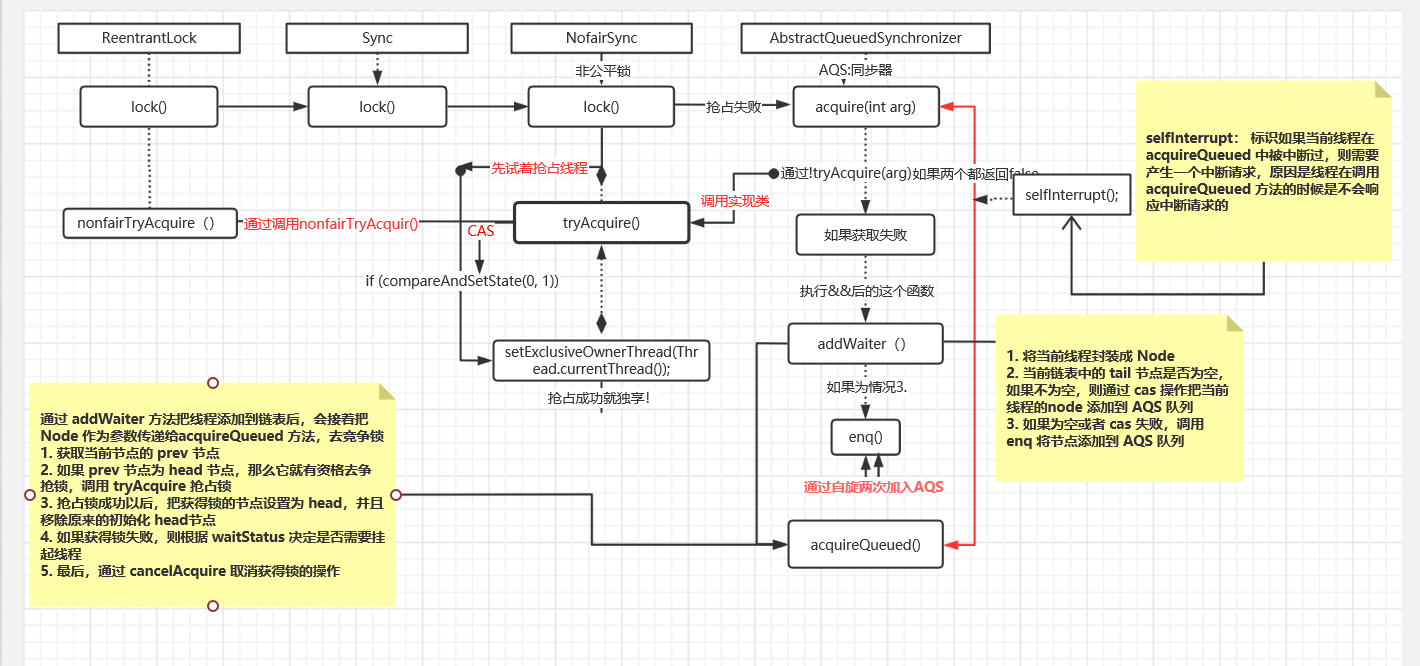 ReentrantLock
Sync
NofairSync
AbstractQueuedSynchronizer
非公平锁
AQS:同步器
lock()
lock()
lock()
抢占失败
acquire(int arg)
selfInterrupt： 标识如果当前线程在
acquireQueued 中被中断过，则需要
产生一个中断请求，原因是线程在调用
acquireQueued 方法的时候是不会响
应中断请求的
先试着抢占线程
通过!tryAcquire(arg)如果两个都返回false
调用实现类
selfInterrupt();
nonfairTryAcquire（）
通过调用nonfairTryAcquir()
CAS
tryAcquire()
如果获取失败
if (compareAndSetState(0, 1))
执行&&后的这个函数
setExclusiveOwnerThread(Thr
ead.currentThread());
抢占成功就独享！
addWaiter（）
如果为情况3.
1. 将当前线程封装成 Node
2. 当前链表中的 tail 节点是否为空，
如果不为空，则通过 cas 操作把当前
线程的node 添加到 AQS 队列
3. 如果为空或者 cas 失败，调用
enq 将节点添加到 AQS 队列
enq()
通过自旋两次加入AQS
acquireQueued()
通过 addWaiter 方法把线程添加到链表后，会接着把
Node 作为参数传递给acquireQueued 方法，去竞争锁
1. 获取当前节点的 prev 节点
2. 如果 prev 节点为 head 节点，那么它就有资格去争
抢锁，调用 tryAcquire 抢占锁
3. 抢占锁成功以后，把获得锁的节点设置为 head，并且
移除原来的初始化 head节点
4. 如果获得锁失败，则根据 waitStatus 决定是否需要挂
起线程
5. 最后，通过 cancelAcquire 取消获得锁的操作